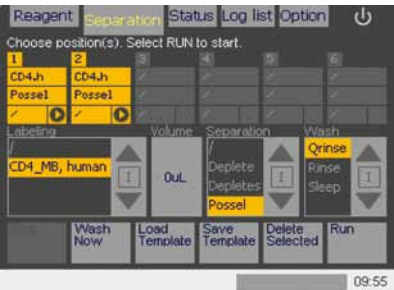 Reagent Separation Status Log list Option
Choose position(s). Select RUN to start.
1 2 3 4 5 6
CD4.h CD4.h / / / /
Possel Possel / / / /
/ / / / / /
Labeling Volume Separation Wash
/ / Qrinse
CD4_MB, human 0uL Deplete Rinse
Depletes Sleep
Possel
Wash Now Load Template Save Template Delete Selected Run
09:55